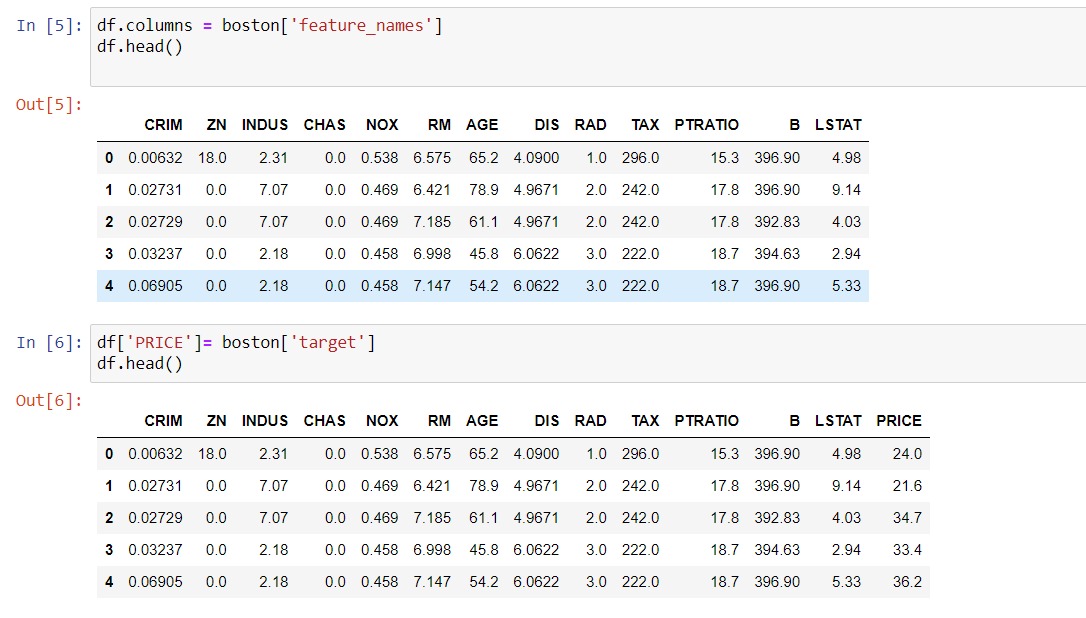 In [5]: df.columns = boston['feature_names']
df.head()
Out[5]:
CRIM ZN INDUS CHAS NOX RM AGE DIS RAD TAX PTRATIO B LSTAT
0 0.00632 18.0 2.31 0.0 0.538 6.575 65.2 4.0900 1.0 296.0 15.3 396.90 4.98
1 0.02731 0.0 7.07 0.0 0.469 6.421 78.9 4.9671 2.0 242.0 17.8 396.90 9.14
2 0.02729 0.0 7.07 0.0 0.469 7.185 61.1 4.9671 2.0 242.0 17.8 392.83 4.03
3 0.03237 0.0 2.18 0.0 0.458 6.998 45.8 6.0622 3.0 222.0 18.7 394.63 2.94
4 0.06905 0.0 2.18 0.0 0.458 7.147 54.2 6.0622 3.0 222.0 18.7 396.90 5.33
In [6]: df['PRICE']= boston['target']
df.head()
Out[6]:
CRIM ZN INDUS CHAS NOX RM AGE DIS RAD TAX PTRATIO B LSTAT PRICE
0 0.00632 18.0 2.31 0.0 0.538 6.575 65.2 4.0900 1.0 296.0 15.3 396.90 4.98 24.0
1 0.02731 0.0 7.07 0.0 0.469 6.421 78.9 4.9671 2.0 242.0 17.8 396.90 9.14 21.6
2 0.02729 0.0 7.07 0.0 0.469 7.185 61.1 4.9671 2.0 242.0 17.8 392.83 4.03 34.7
3 0.03237 0.0 2.18 0.0 0.458 6.998 45.8 6.0622 3.0 222.0 18.7 394.63 2.94 33.4
4 0.06905 0.0 2.18 0.0 0.458 7.147 54.2 6.0622 3.0 222.0 18.7 396.90 5.33 36.2